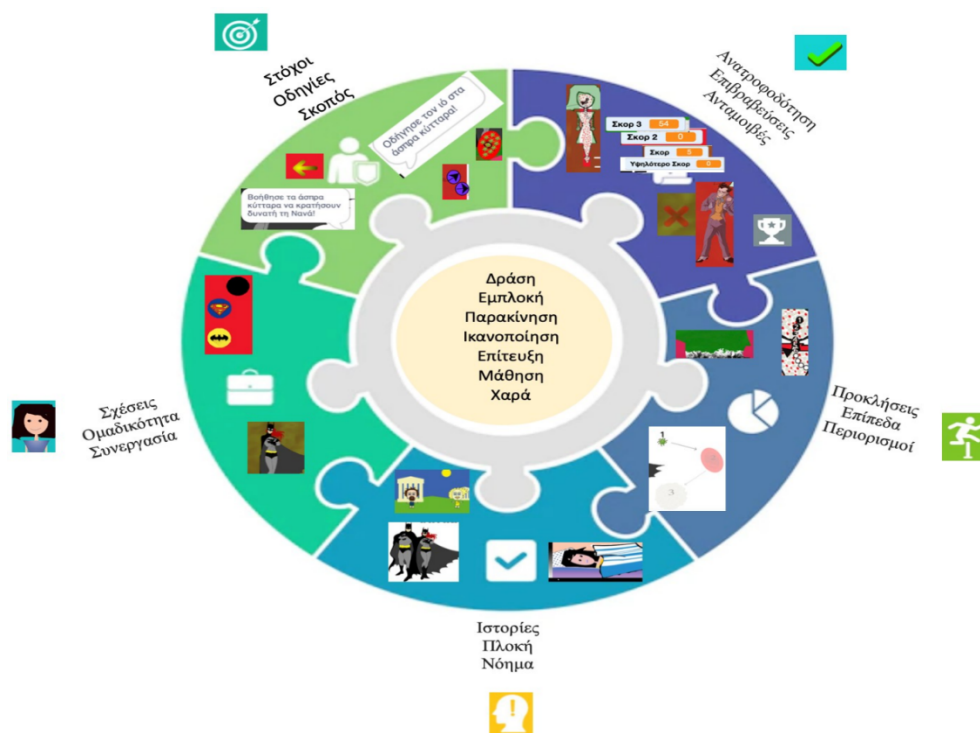 Στόχοι
Οδηγίες
Σκοπός
Οδήγησε τον ιό στα
άσπρα κύτταρα!
Βοήθησε τα άσπρα
κύτταρα να κρατήσουν
δυνατή τη Νανά!
Ανατροφοδότηση
Επιβραβεύσεις
Ανταμοιβές
Σκορ 3 54
Σκορ 2 0
Σκορ 5
Υψηλότερο Σκορ 0
Δράση
Εμπλοκή
Παρακίνηση
Ικανοποίηση
Επίτευξη
Μάθηση
Χαρά
Σχέσεις
Ομαδικότητα
Συνεργασία
Προκλήσεις
Επίπεδα
Περιορισμοί
1
3
Ιστορίες
Πλοκή
Νόημα